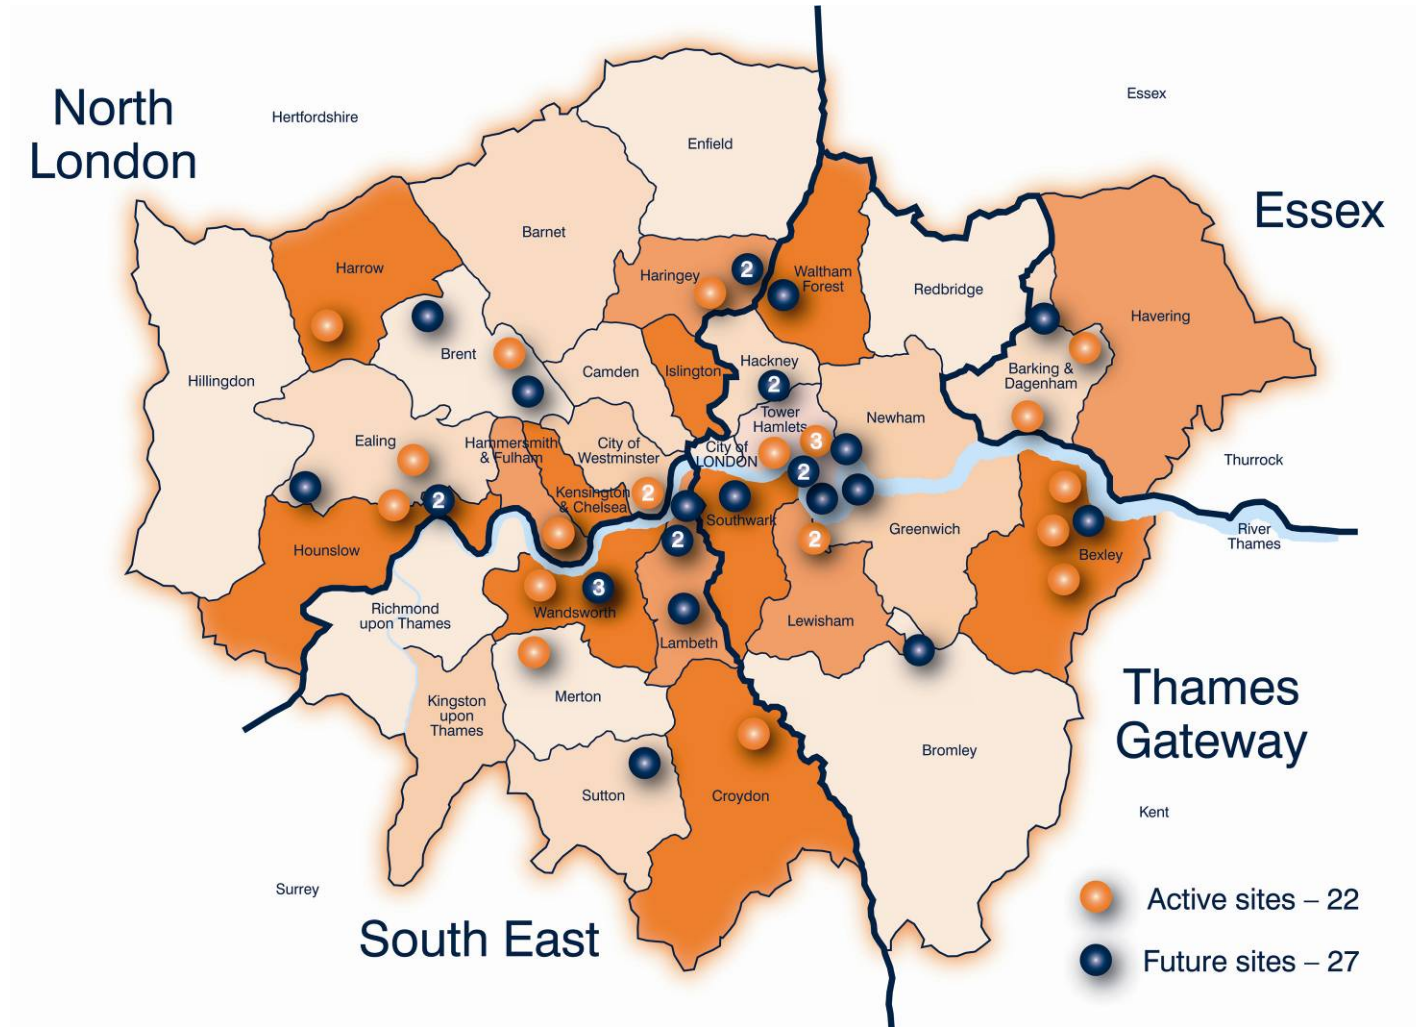 North
London
Hertfordshire
Essex
Enfield
Essex
Barnet
Harrow
Haringey
2
Waltham
Forest
Redbridge
Havering
Brent
Hillingdon
Camden
Islington
Hackney
2
Barking &
Dagenham
Tower
Hamlets
Newham
Ealing
Hammersmith
& Fulham
City of
Westminster
City of
LONDON
3
2
Thurrock
2
Kensington
& Chelsea
2
Southwark
Greenwich
River
Thames
Hounslow
2
2
Bexley
Richmond
upon Thames
3
Wandsworth
Lambeth
Lewisham
Merton
Kingston
upon
Thames
Thames
Gateway
Bromley
Sutton
Croydon
Kent
Surrey
South East
Active sites – 22
Future sites – 27